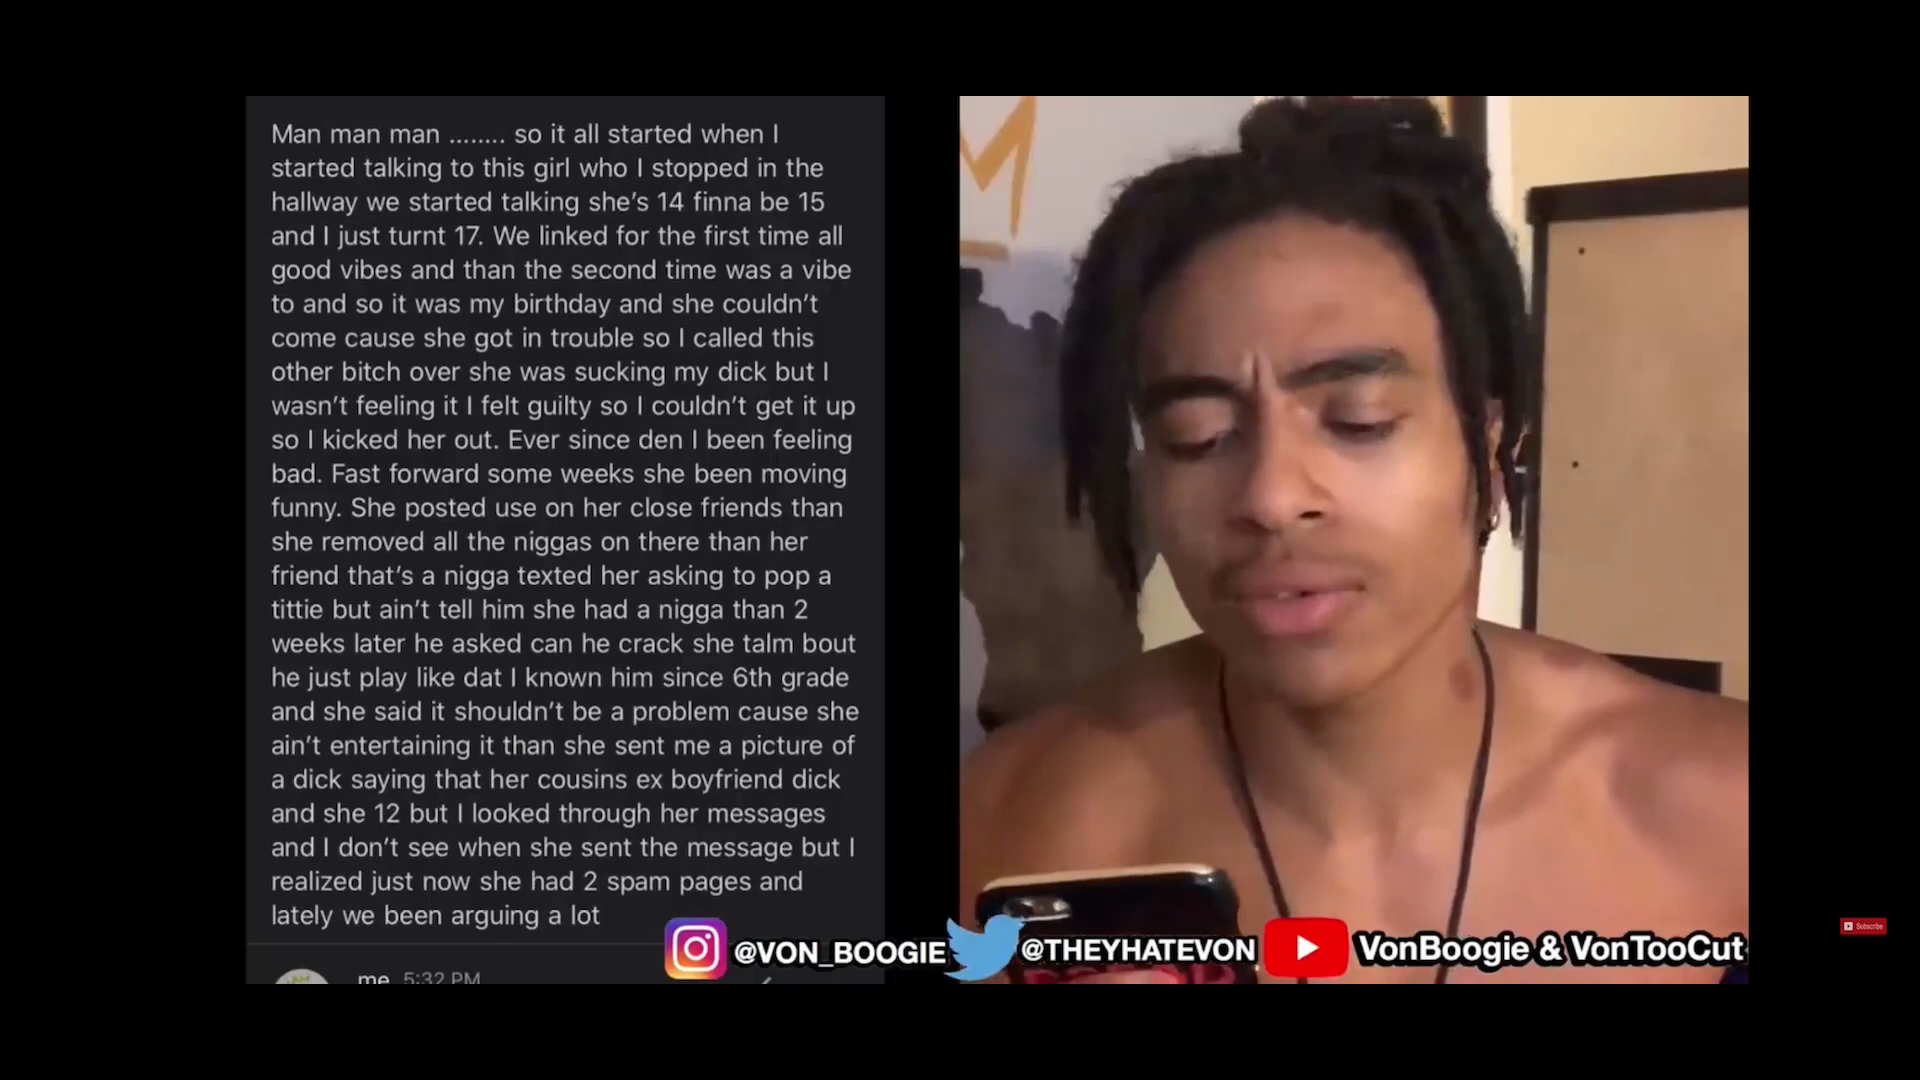 Man man man ........ so it all started when I
started talking to this girl who I stopped in the
hallway we started talking she's 14 finna be 15
and I just turnt 17. We linked for the first time all
good vibes and than the second time was a vibe
to and so it was my birthday and she couldn't
come cause she got in trouble so I called this
other bitch over she was sucking my dick but I
wasn't feeling it I felt guilty so I couldn't get it up
so I kicked her out. Ever since den I been feeling
bad. Fast forward some weeks she been moving
funny. She posted use on her close friends than
she removed all the niggas on there than her
friend that's a nigga texted her asking to pop a
tittie but ain't tell him she had a nigga than 2
weeks later he asked can he crack she talm bout
he just play like dat I known him since 6th grade
and she said it shouldn't be a problem cause she
ain't entertaining it than she sent me a picture of
a dick saying that her cousins ex boyfriend dick
and she 12 but I looked through her messages
and I don't see when she sent the message but I
realized just now she had 2 spam pages and
lately we been arguing a lot
me 5:32 PM
M
@VON_BOOGIE @THEYHATEVON VonBoogie & VonTooCut
Subscribe